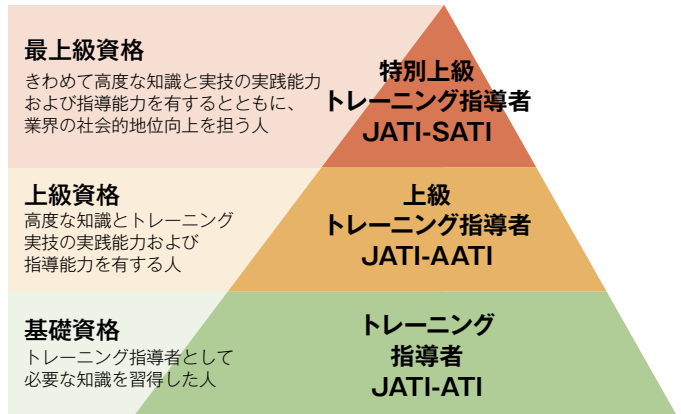 最上級資格
きわめて高度な知識と実技の実践能力
および指導能力を有するとともに、
業界の社会的地位向上を担う人
特別上級
トレーニング指導者
JATI-SATI
上級資格
高度な知識とトレーニング
実技の実践能力および
指導能力を有する人
上級
トレーニング指導者
JATI-AATI
基礎資格
トレーニング指導者として
必要な知識を習得した人
トレーニング
指導者
JATI-ATI